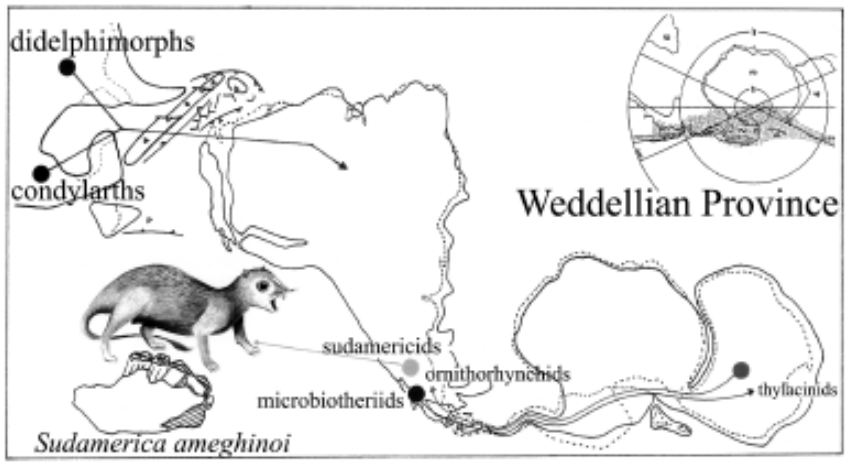 didelphimorphs
condylarths
Weddellian Province
sudamericids
ornithorhynchids
microbiotheriids
thylacinids
Sudamerica ameghinoi